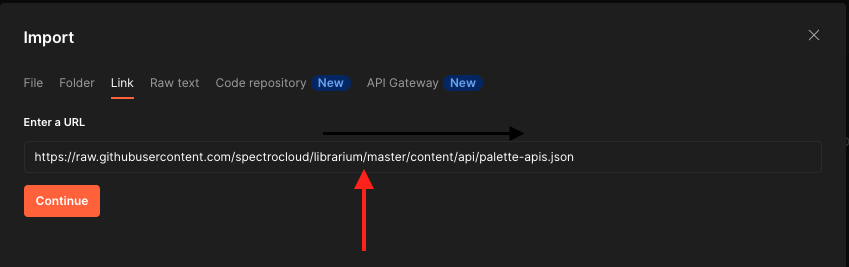 Import
File Folder Link Raw text Code repository New API Gateway New
Enter a URL
https://raw.githubusercontent.com/spectrocloud/librarium/master/content/api/palette-apis.json
Continue